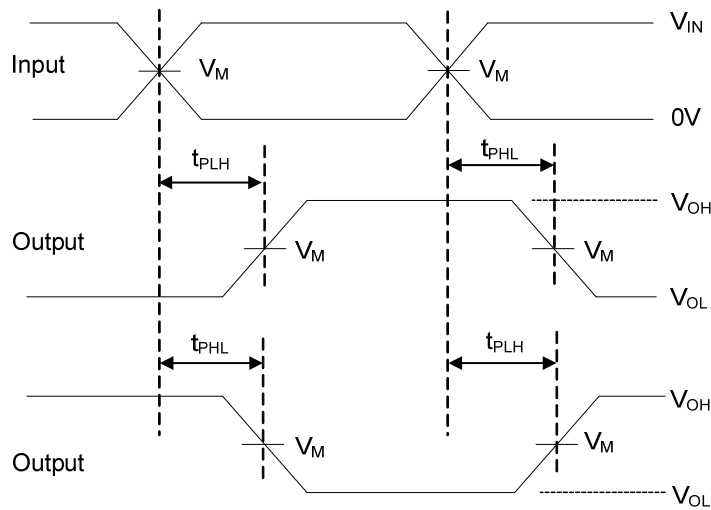 V_IN
Input
V_M
V_M
0V
t_PLH
t_PHL
V_OH
Output
V_M
V_M
V_OL
t_PHL
t_PLH
V_OH
V_M
V_M
Output
V_OL